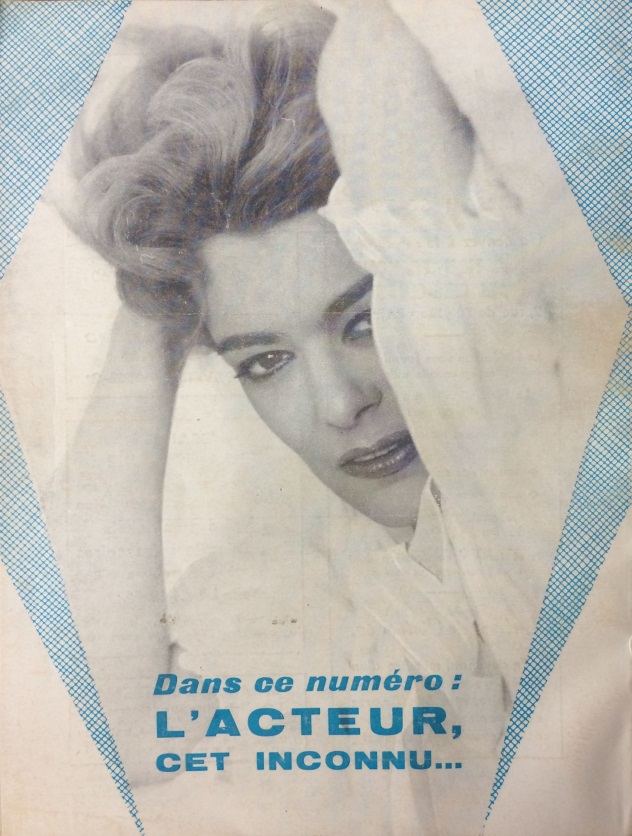 Dans ce numéro :
L'ACTEUR,
CET INCONNU...